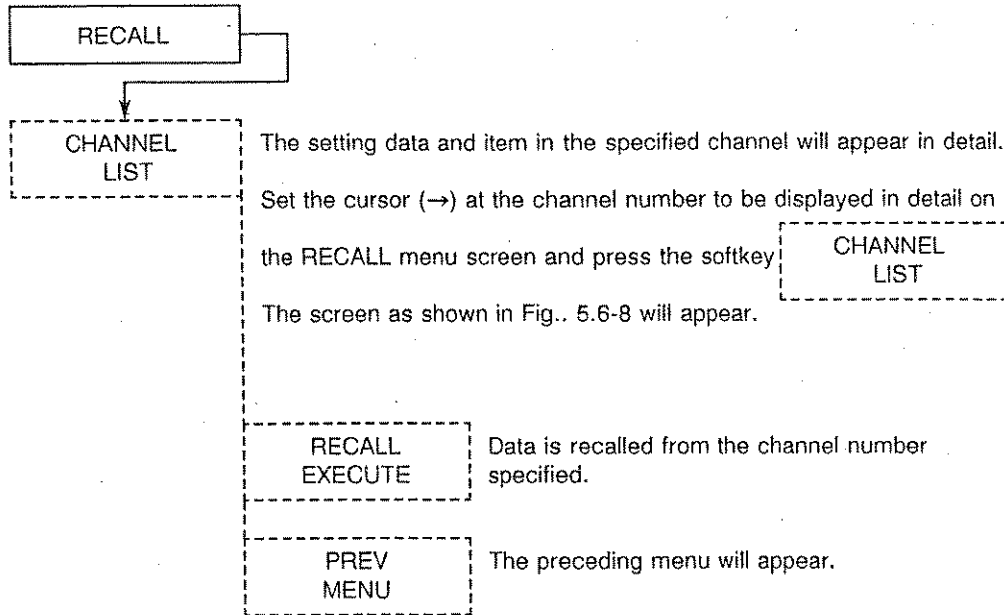 RECALL
CHANNEL
LIST
The setting data and item in the specified channel will appear in detail.
Set the cursor (→) at the channel number to be displayed in detail on
the RECALL menu screen and press the softkey
CHANNEL
LIST
The screen as shown in Fig.. 5.6-8 will appear.
RECALL
EXECUTE
Data is recalled from the channel number
specified.
PREV
MENU
The preceding menu will appear.